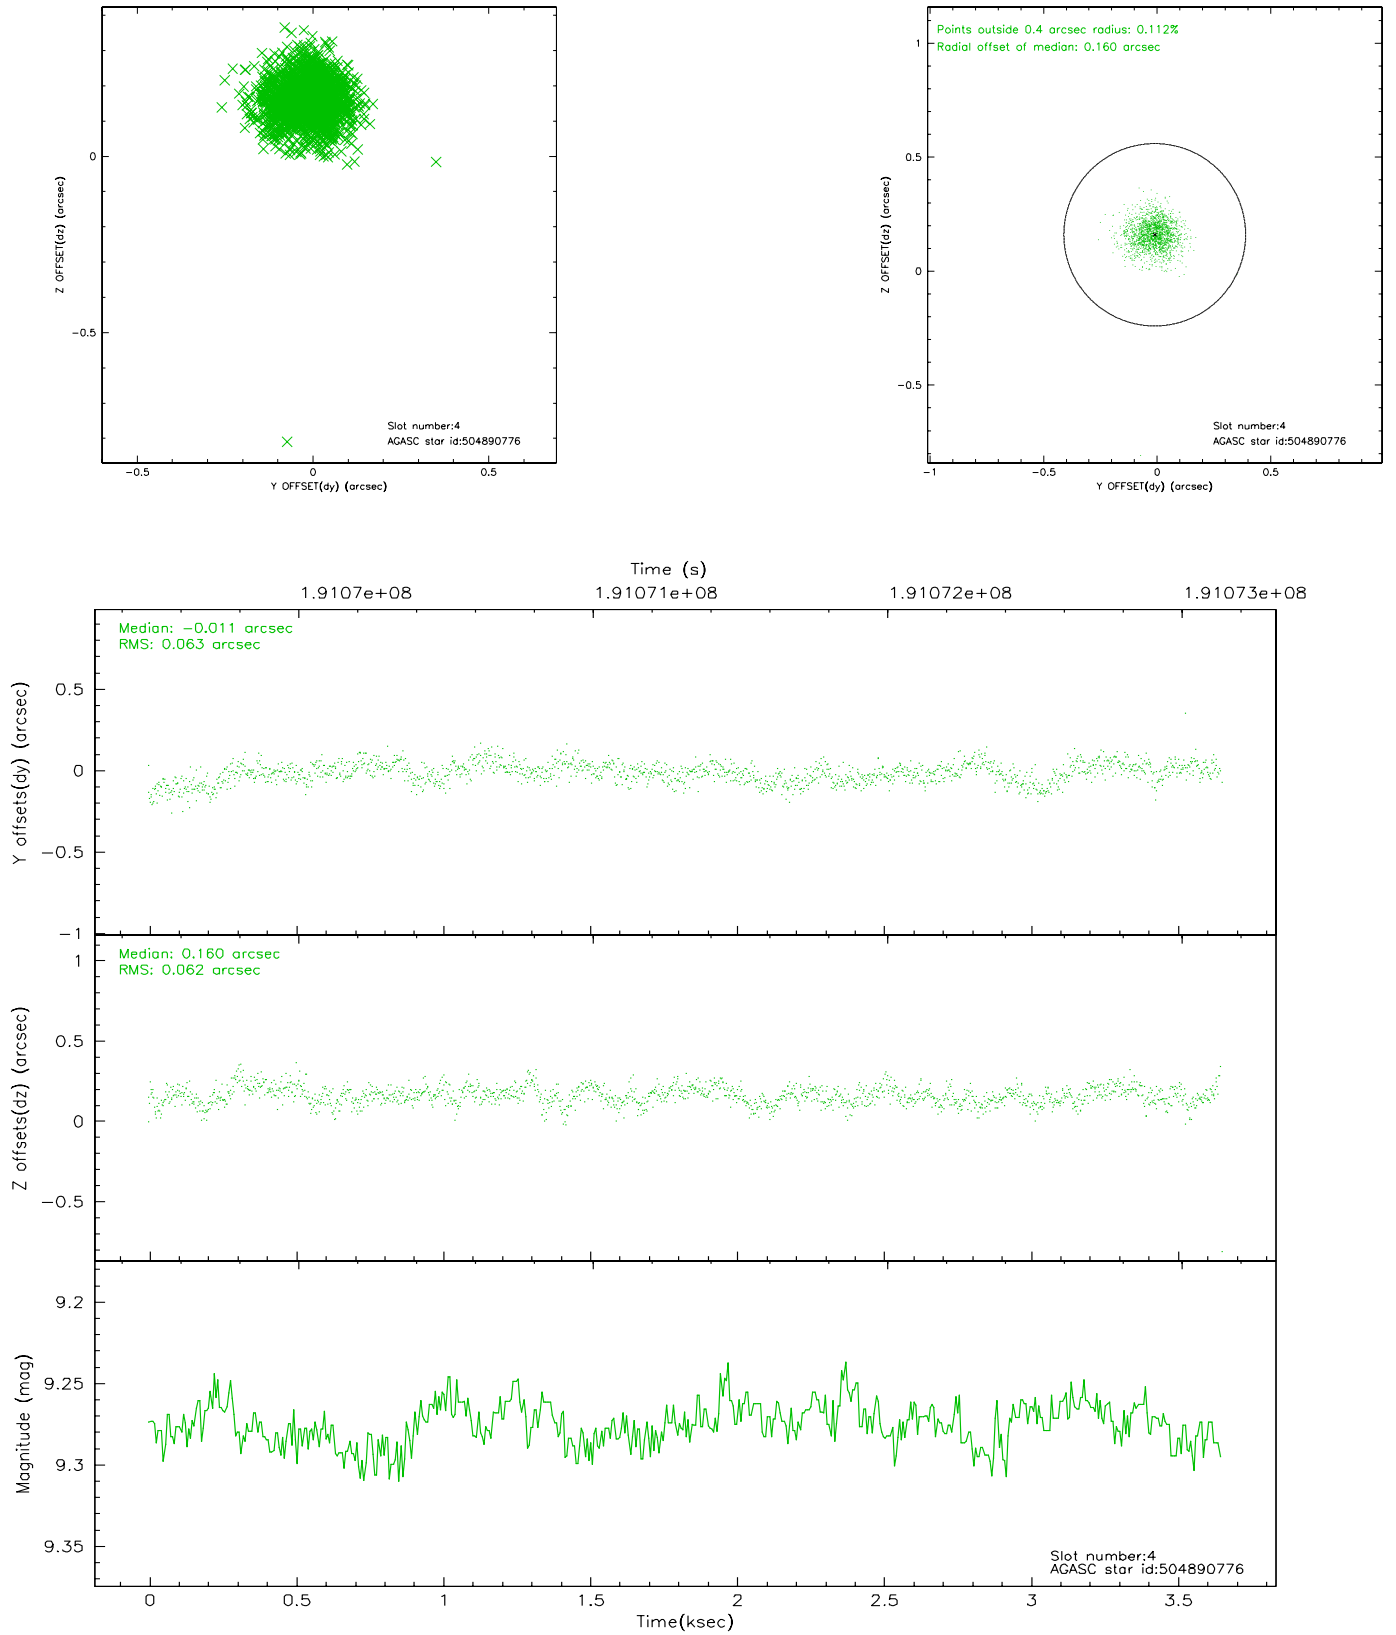 0
-0.5
Z OFFSET(dz) (arcsec)
Slot number:4
AGASC star id:504890776
-0.5
0
0.5
Y OFFSET(dy) (arcsec)
Points outside 0.4 arcsec radius: 0.112%
Radial offset of median: 0.160 arcsec
1
0.5
0
-0.5
Z OFFSET(dz) (arcsec)
Slot number:4
AGASC star id:504890776
-1
-0.5
0
0.5
Y OFFSET(dy) (arcsec)
Time (s)
1.9107e+08
1.91071e+08
1.91072e+08
1.91073e+08
Median: -0.011 arcsec
RMS: 0.063 arcsec
0.5
0
-0.5
-1
Y offsets(dy) (arcsec)
Median: 0.160 arcsec
RMS: 0.062 arcsec
1
0.5
0
-0.5
Z offsets(dz) (arcsec)
9.2
9.25
9.3
9.35
Magnitude (mag)
Slot number:4
AGASC star id:504890776
0
0.5
1
1.5
2
2.5
3
3.5
Time(ksec)